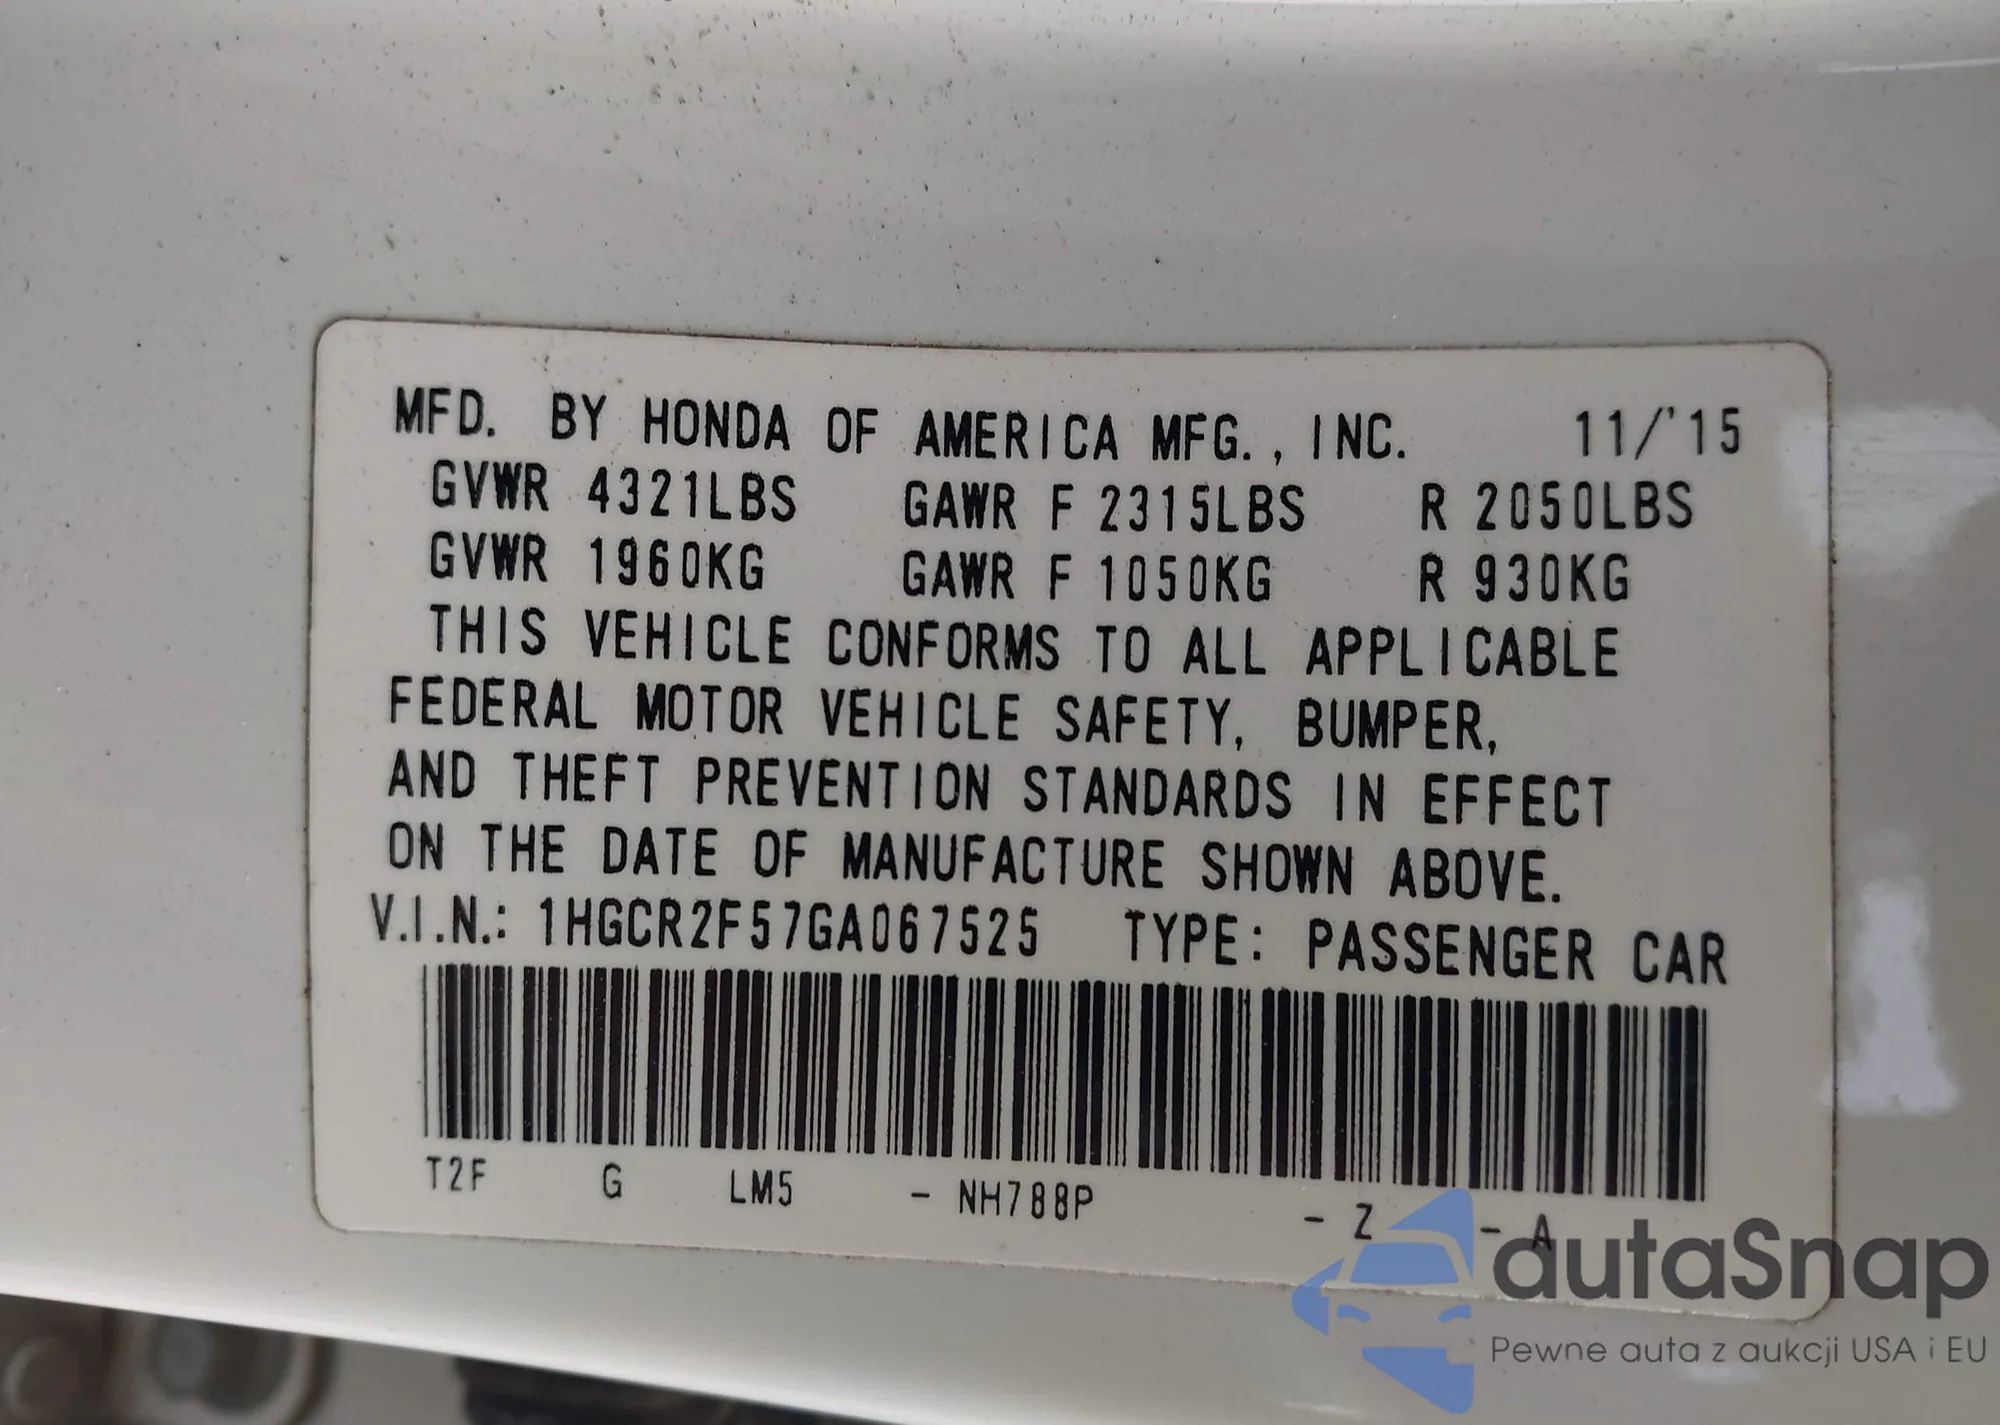 MFD. BY HONDA OF AMERICA MFG., INC. 11/'15
GVWR 4321LBS GAWR F 2315LBS R 2050LBS
GVWR 1960KG GAWR F 1050KG R 930KG
THIS VEHICLE CONFORMS TO ALL APPLICABLE
FEDERAL MOTOR VEHICLE SAFETY, BUMPER,
AND THEFT PREVENTION STANDARDS IN EFFECT
ON THE DATE OF MANUFACTURE SHOWN ABOVE.
V.I.N.: 1HGCR2F57GA067525 TYPE: PASSENGER CAR
T2F G LM5 - NH788P - Z - A
autaSnap
Pewne auta z aukcji USA i EU